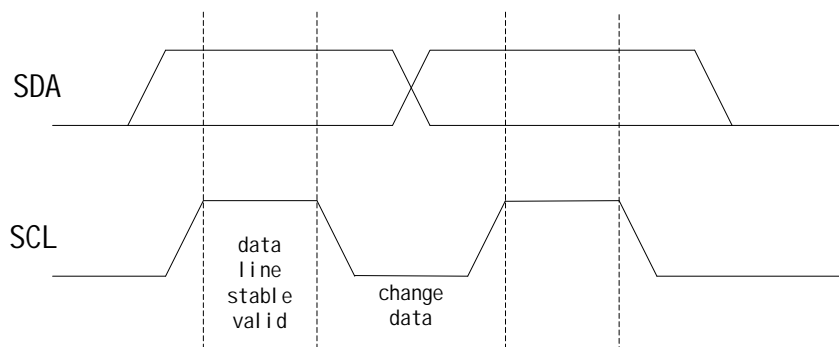 SDA
SCL
data
line
stable
valid
change
data